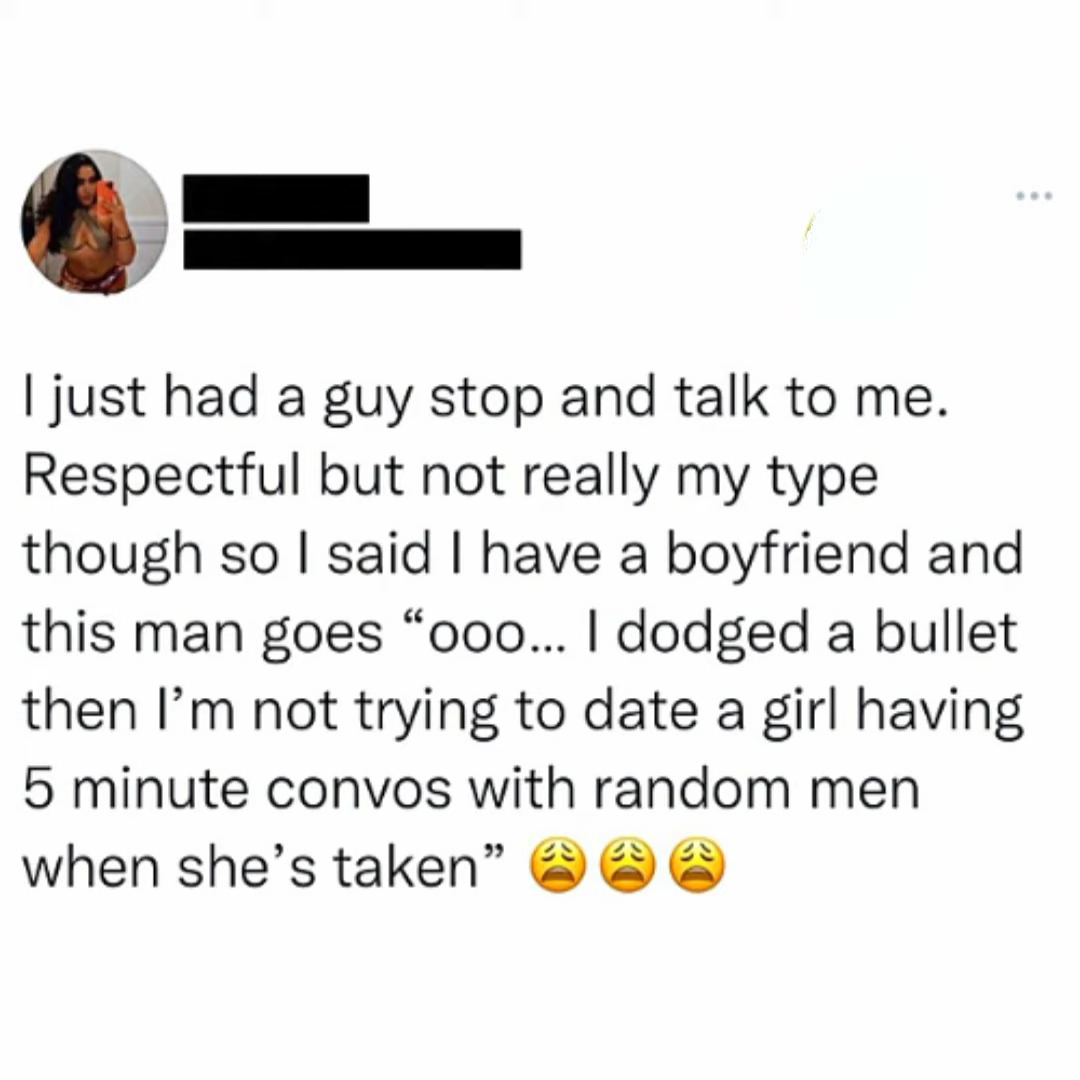 I just had a guy stop and talk to me.
Respectful but not really my type
though so I said I have a boyfriend and
this man goes “ooo... I dodged a bullet
then I’m not trying to date a girl having
5 minute convos with random men
when she’s taken” 😩😩😩